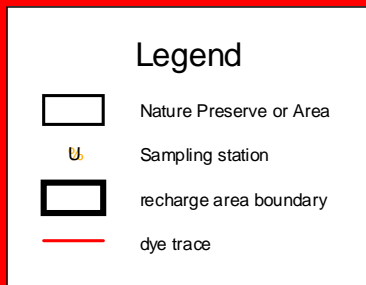 Legend
Nature Preserve or Area
U% Sampling station
recharge area boundary
dye trace